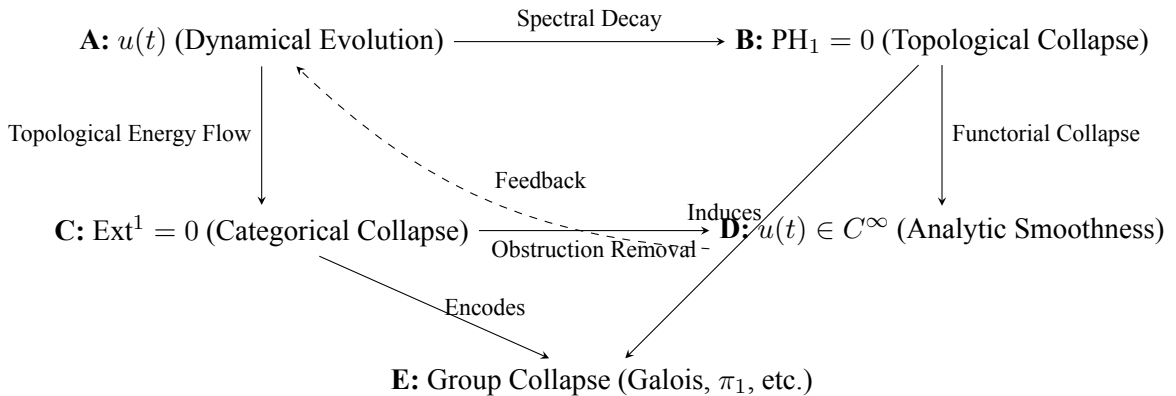 Spectral Decay
A: u(t) (Dynamical Evolution)
B: PH₁ = 0 (Topological Collapse)
Topological Energy Flow
Functorial Collapse
Feedback
Induces
C: Ext¹ = 0 (Categorical Collapse)
D: u(t) ∈ C^∞ (Analytic Smoothness)
Obstruction Removal
Encodes
E: Group Collapse (Galois, π₁, etc.)